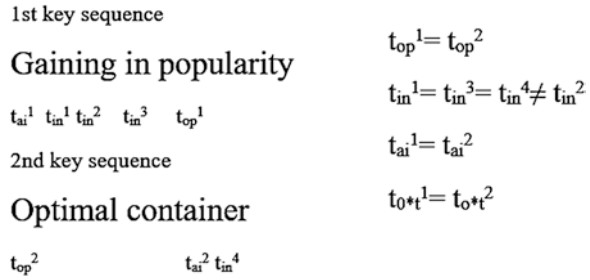 1st key sequence
Gaining in popularity
tai¹ tin¹ tin² tin³ top¹
2nd key sequence
Optimal container
top² tai² tin⁴
top¹= top²
tin¹= tin³= tin⁴≠ tin²
tai¹= tai²
t0*t¹= to*t²